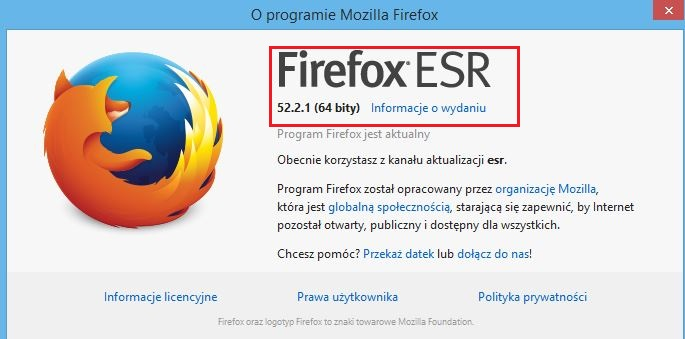 O programie Mozilla Firefox
Firefox® ESR
52.2.1 (64 bity) Informacje o wydaniu
Program Firefox jest aktualny
Obecnie korzystasz z kanału aktualizacji esr.
Program Firefox został opracowany przez organizację Mozilla,
która jest globalną społecznością, starającą się zapewnić, by Internet
pozostał otwarty, publiczny i dostępny dla wszystkich.
Chcesz pomóc? Przekaż datek lub dołącz do nas!
Informacje licencyjne Prawa użytkownika Polityka prywatności
Firefox oraz logotyp Firefox to znaki towarowe Mozilla Foundation.